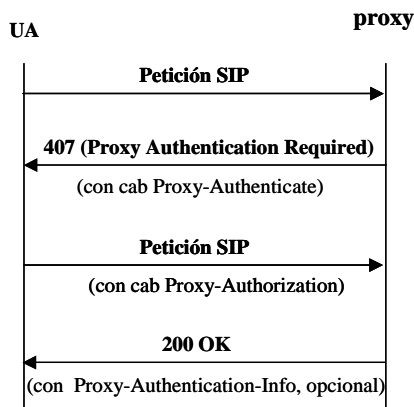 UA
proxy
Petición SIP
407 (Proxy Authentication Required)
(con cab Proxy-Authenticate)
Petición SIP
(con cab Proxy-Authorization)
200 OK
(con Proxy-Authentication-Info, opcional)